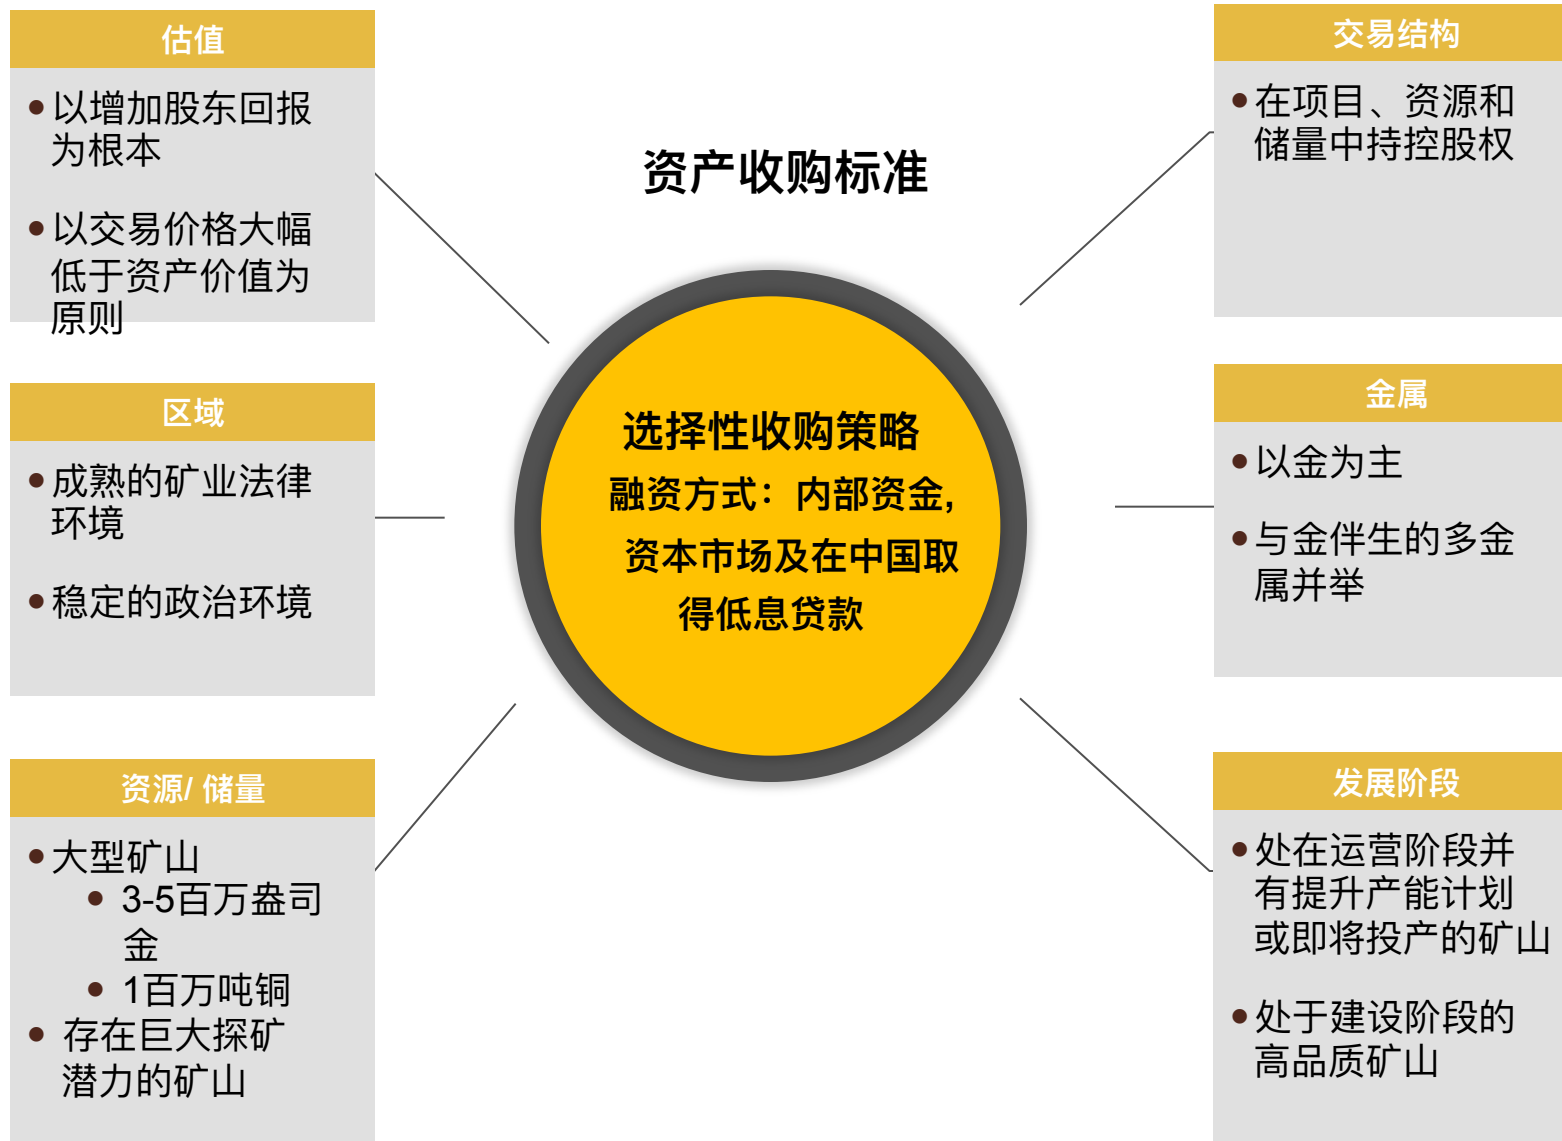 估值
以增加股东回报
为根本
以交易价格大幅
低于资产价值为
原则
区域
成熟的矿业法律
环境
稳定的政治环境
资源/ 储量
大型矿山
3-5百万盎司
金
1百万吨铜
存在巨大探矿
潜力的矿山
资产收购标准
选择性收购策略
融资方式：内部资金,
资本市场及在中国取
得低息贷款
交易结构
在项目、资源和
储量中持控股权
金属
以金为主
与金伴生的多金
属并举
发展阶段
处在运营阶段并
有提升产能计划
或即将投产的矿山
处于建设阶段的
高品质矿山